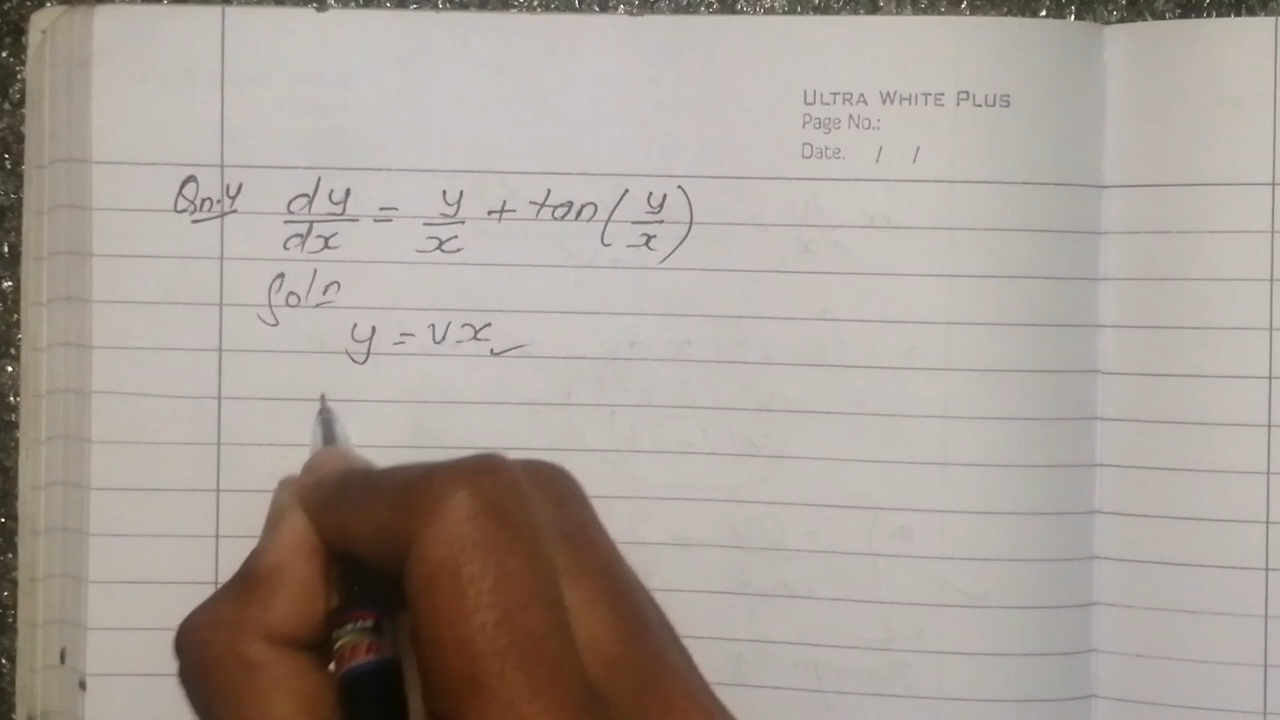 ULTRA WHITE PLUS
Page No.:
Date. / /
Qn.4 dy/dx = y/x + tan(y/x)
Soln
y = vx